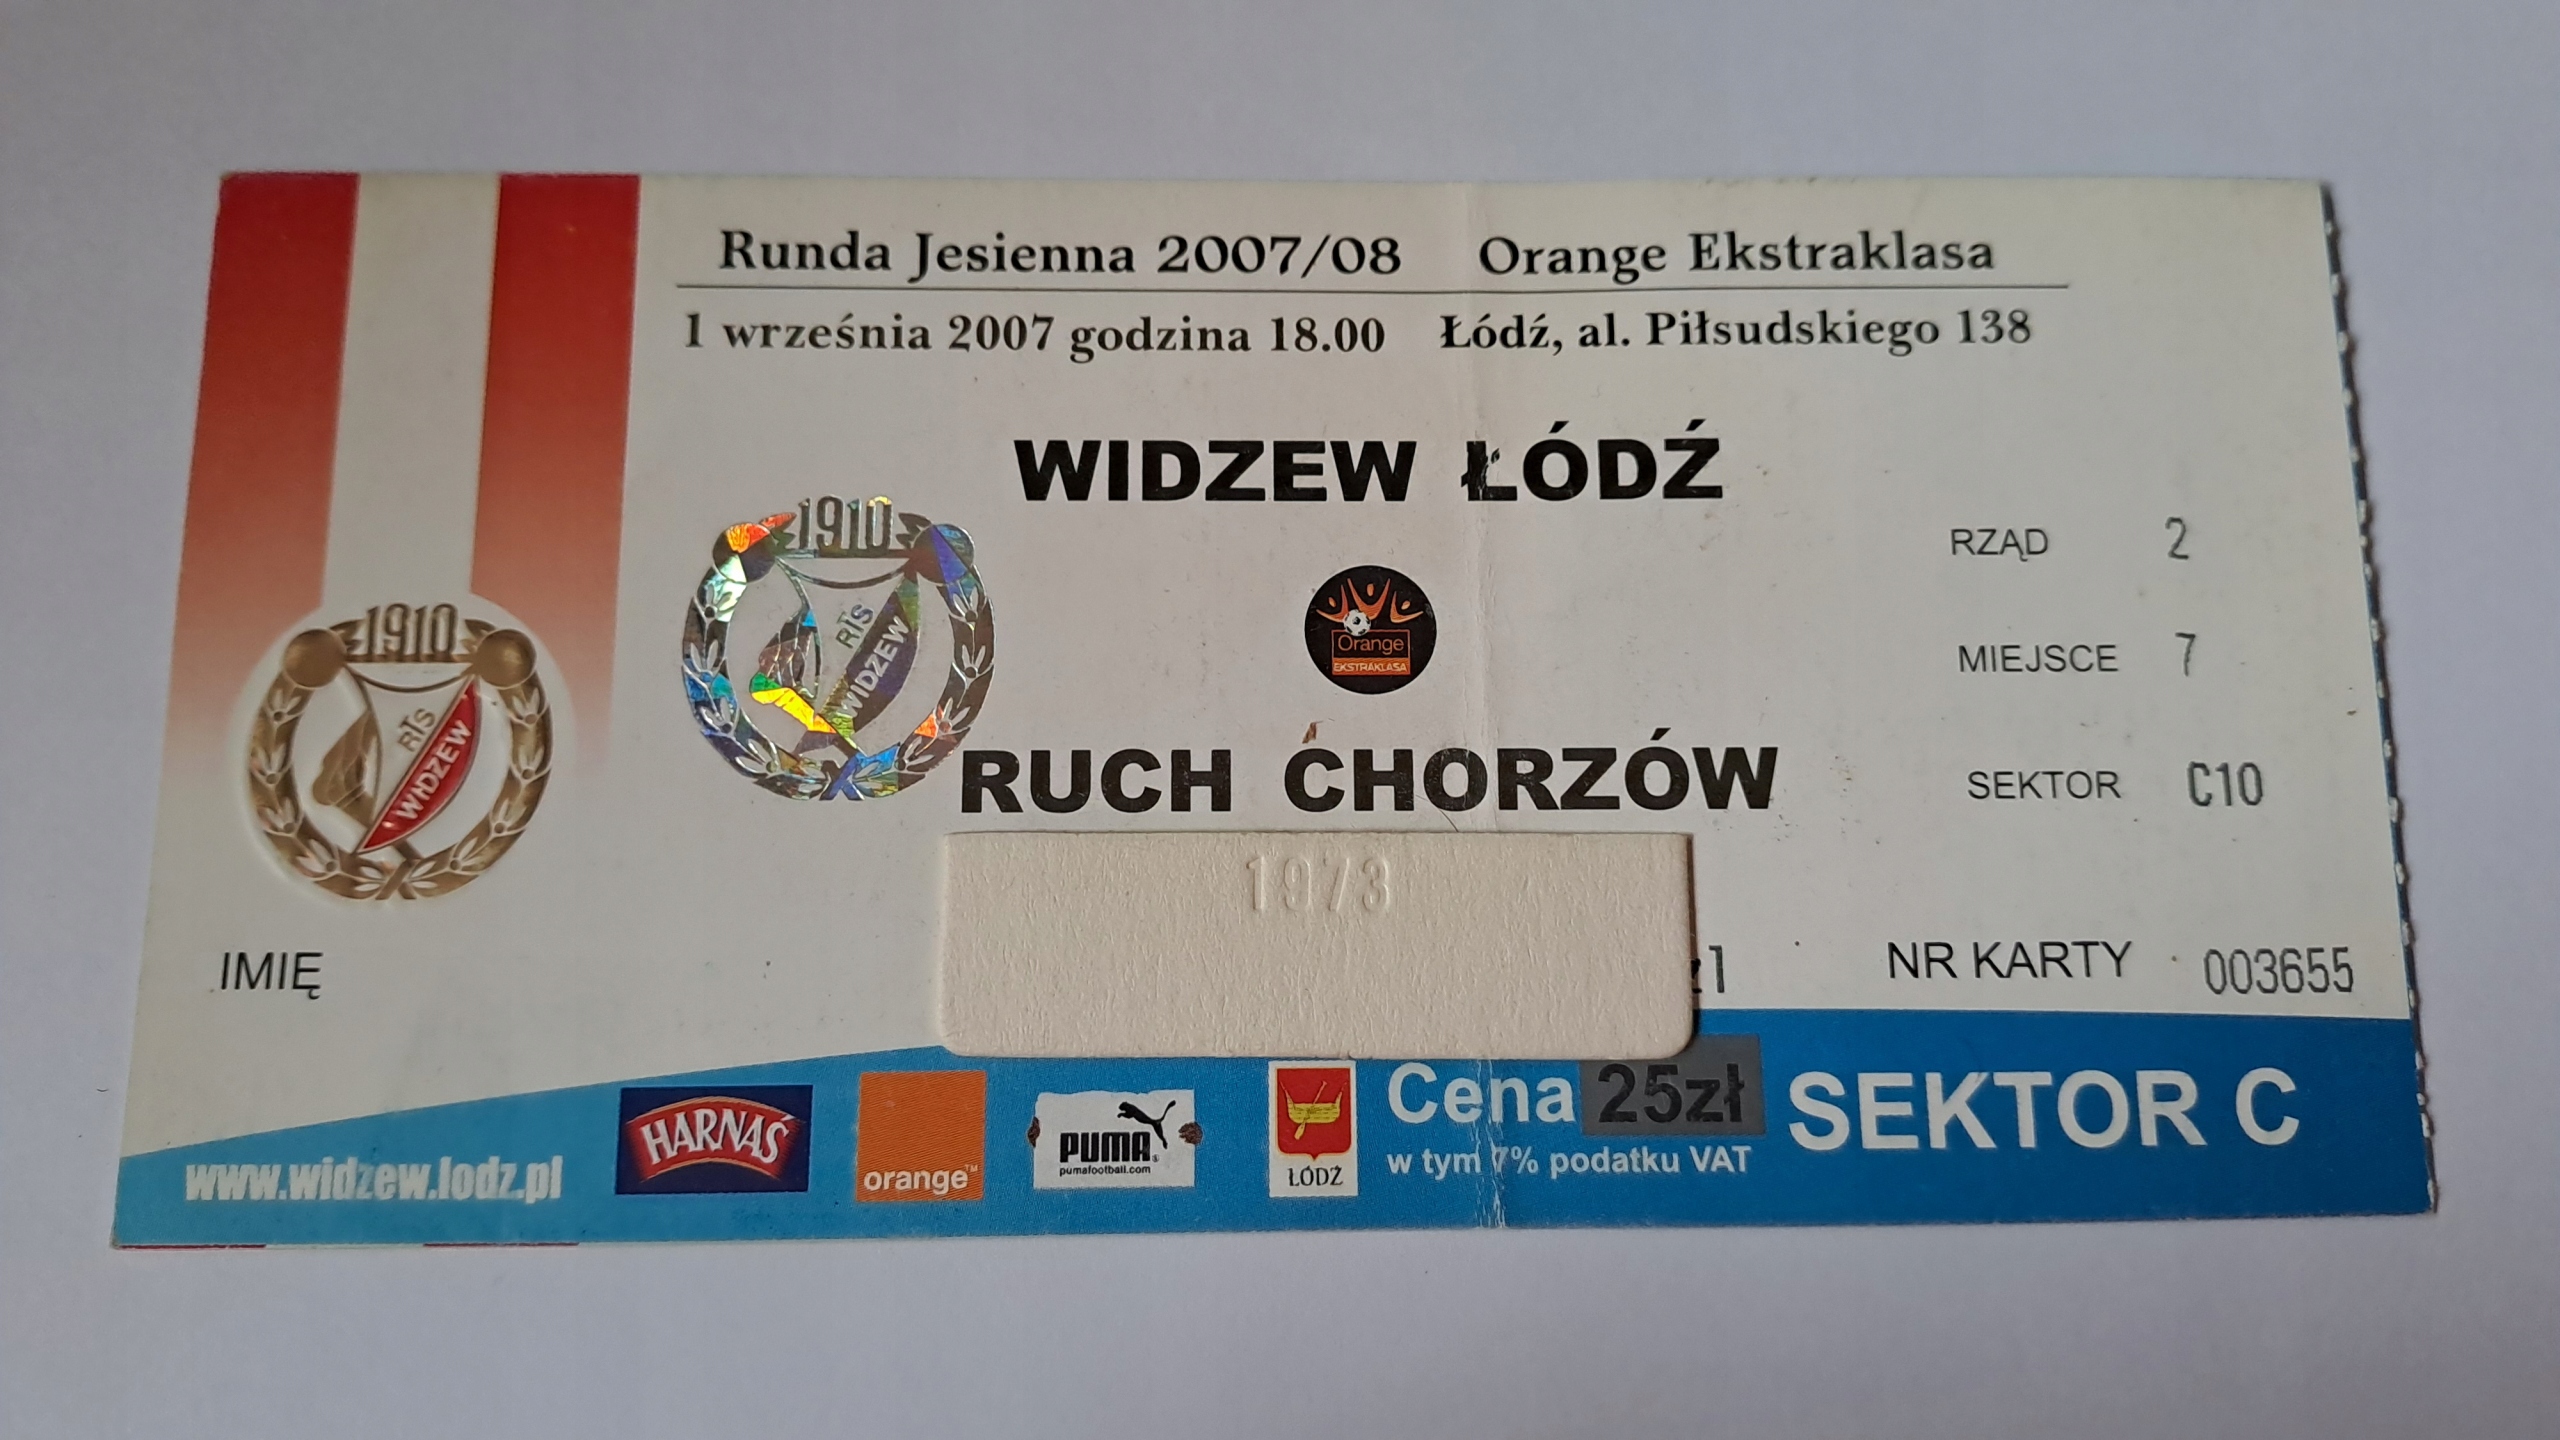 Runda Jesienna 2007/08 Orange Ekstraklasa
1 września 2007 godzina 18.00 Łódź, al. Piłsudskiego 138
WIDZEW ŁÓDŹ
1910
RTS
WIDZEW
Orange
EKSTRAKLASA
RZĄD 2
1910
RTS
WIDZEW
MIEJSCE 7
RUCH CHORZÓW
SEKTOR C10
1973
IMIĘ
NR KARTY 003655
www.widzew.lodz.pl
HARNAŚ
orange™
PUMA®
pumafootball.com
ŁÓDŹ
Cena 25zł
w tym 7% podatku VAT
SEKTOR C